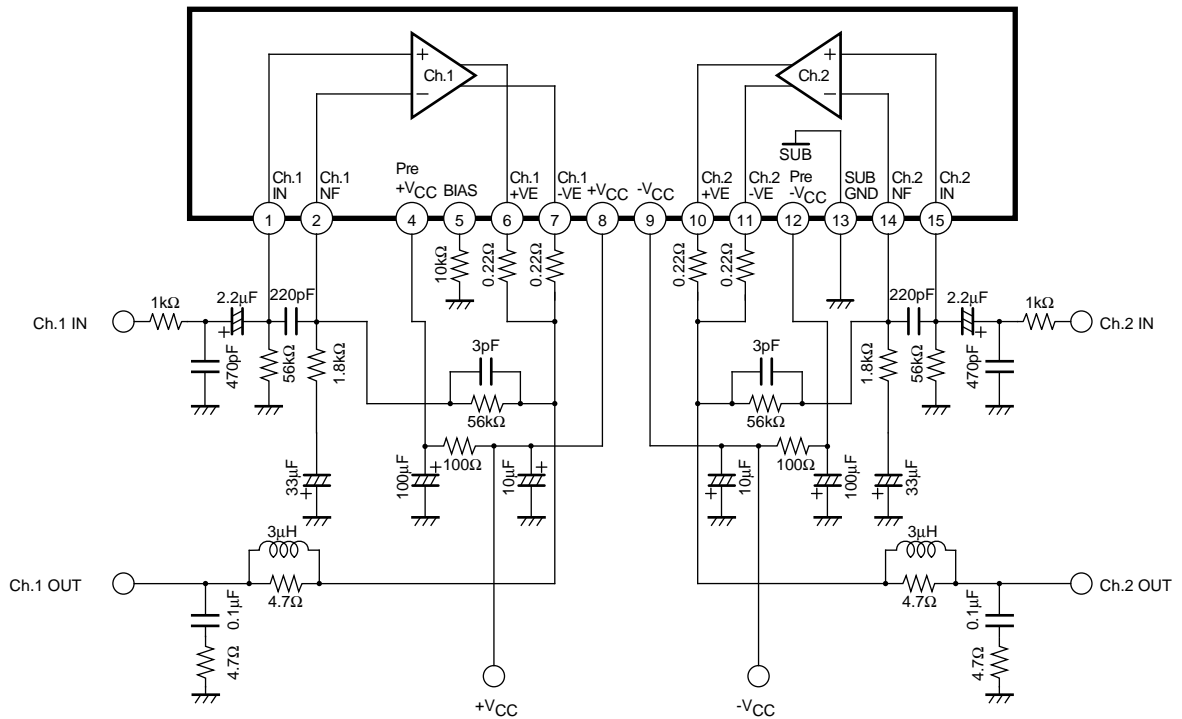 Ch.1
Ch.2
+
−
+
−
SUB
Ch.1 IN
Ch.1 NF
Pre +VCC
BIAS
Ch.1 +VE
Ch.1 -VE
+VCC
-VCC
Ch.2 +VE
Ch.2 -VE
Pre -VCC
SUB GND
Ch.2 NF
Ch.2 IN
1
2
4
5
6
7
8
9
10
11
12
13
14
15
10kΩ
0.22Ω
0.22Ω
0.22Ω
0.22Ω
Ch.1 IN
1kΩ
2.2µF
+
220pF
470pF
56kΩ
1.8kΩ
3pF
56kΩ
3pF
56kΩ
1.8kΩ
220pF
56kΩ
2.2µF
+
470pF
1kΩ
Ch.2 IN
33µF
+
100µF
+
100Ω
10µF
+
10µF
+
100Ω
100µF
+
33µF
+
Ch.1 OUT
3µH
4.7Ω
0.1µF
4.7Ω
3µH
4.7Ω
0.1µF
4.7Ω
Ch.2 OUT
+VCC
-VCC